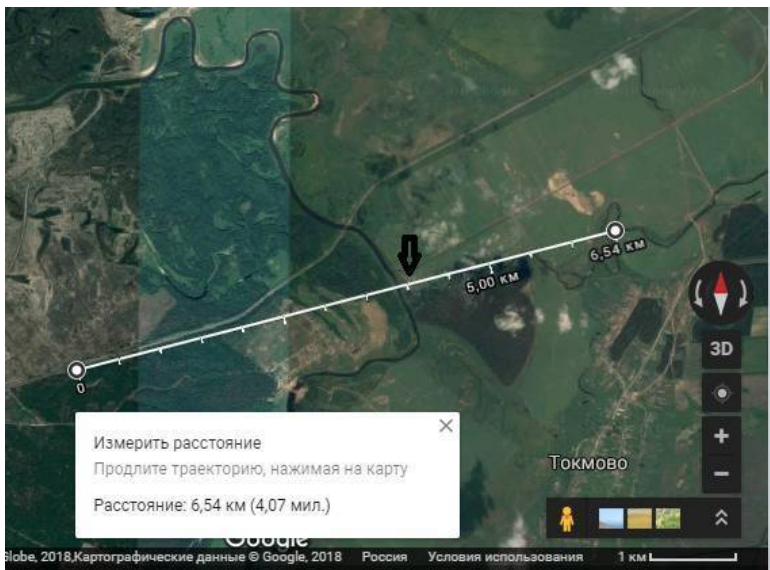 5,00 км
6,54 км
0
3D
Измерить расстояние
Продлите траекторию, нажимая на карту
Расстояние: 6,54 км (4,07 мил.)
Токмово
Google
Globe, 2018,Картографические данные © Google, 2018 Россия Условия использования 1 км